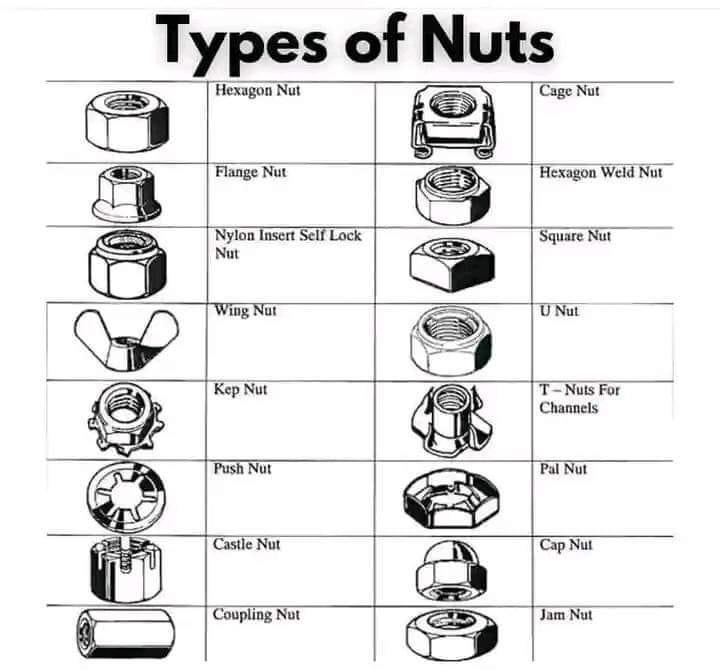 Types of Nuts
Hexagon Nut
Cage Nut
Flange Nut
Hexagon Weld Nut
Nylon Insert Self Lock
Nut
Square Nut
Wing Nut
U Nut
Kep Nut
T – Nuts For
Channels
Push Nut
Pal Nut
Castle Nut
Cap Nut
Coupling Nut
Jam Nut